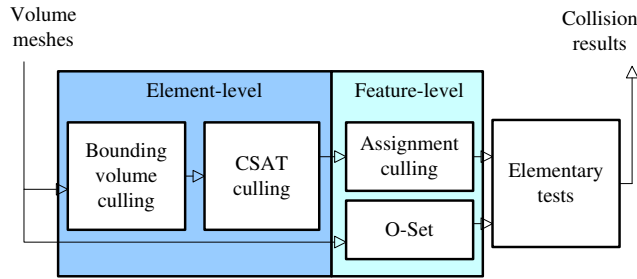 Volume
meshes
Collision
results
Element-level
Feature-level
Bounding
volume
culling
CSAT
culling
Assignment
culling
O-Set
Elementary
tests